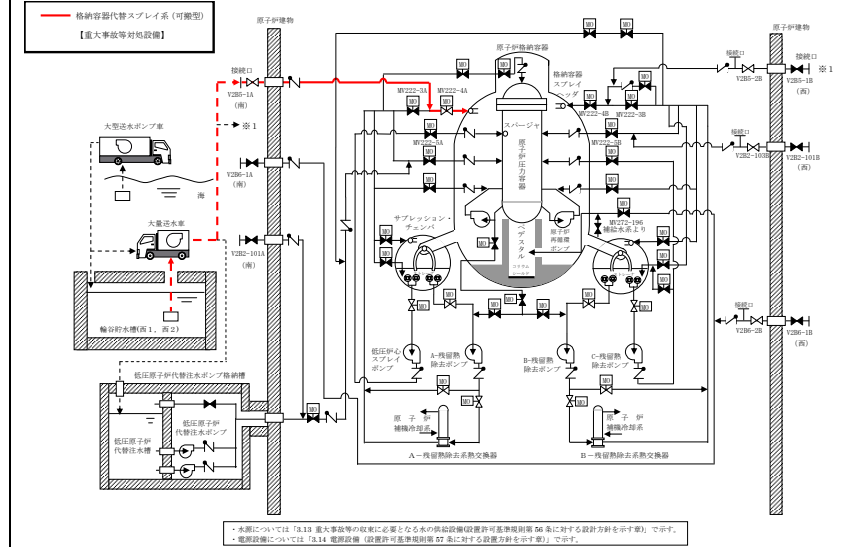 格納容器代替スプレイ系(可搬型)
【重大事故等対処設備】
原子炉建物
原子炉建物
接続口
V2B5-1A
(南)
※1
V2B6-1A
(南)
V2B2-101A
(南)
大型送水ポンプ車
海
大量送水車
輪谷貯水槽(西1,西2)
低圧原子炉代替注水ポンプ格納槽
低圧原子炉
代替注水槽
低圧原子炉
代替注水ポンプ
MO
MO
MO
MO
原子炉格納容器
格納容器
スプレイ
ヘッダ
MV222-3A
MV222-4A
MV222-5A
MV222-4B
MV222-3B
MV222-5B
スパージャ
原子炉圧力容器
ペデスタル
原子炉
再循環
ポンプ
サプレッション・
チェンバ
MV272-196
補給水系より
コリウム
シールド
低圧炉心
スプレイ
ポンプ
A-残留熱
除去ポンプ
B-残留熱
除去ポンプ
C-残留熱
除去ポンプ
原子炉
補機冷却系
原子炉
補機冷却系
A-残留熱除去系熱交換器
B-残留熱除去系熱交換器
接続口
V2B5-2B
V2B5-1B
(西)
※1
接続口
V2B2-103B
V2B2-101B
(西)
接続口
V2B6-2B
V2B6-1B
(西)
・水源については「3.13 重大事故等の収束に必要となる水の供給設備(設置許可基準規則第56条に対する設計方針を示す章)」で示す。
・電源設備については「3.14 電源設備(設置許可基準規則第57条に対する設計方針を示す章)」で示す。